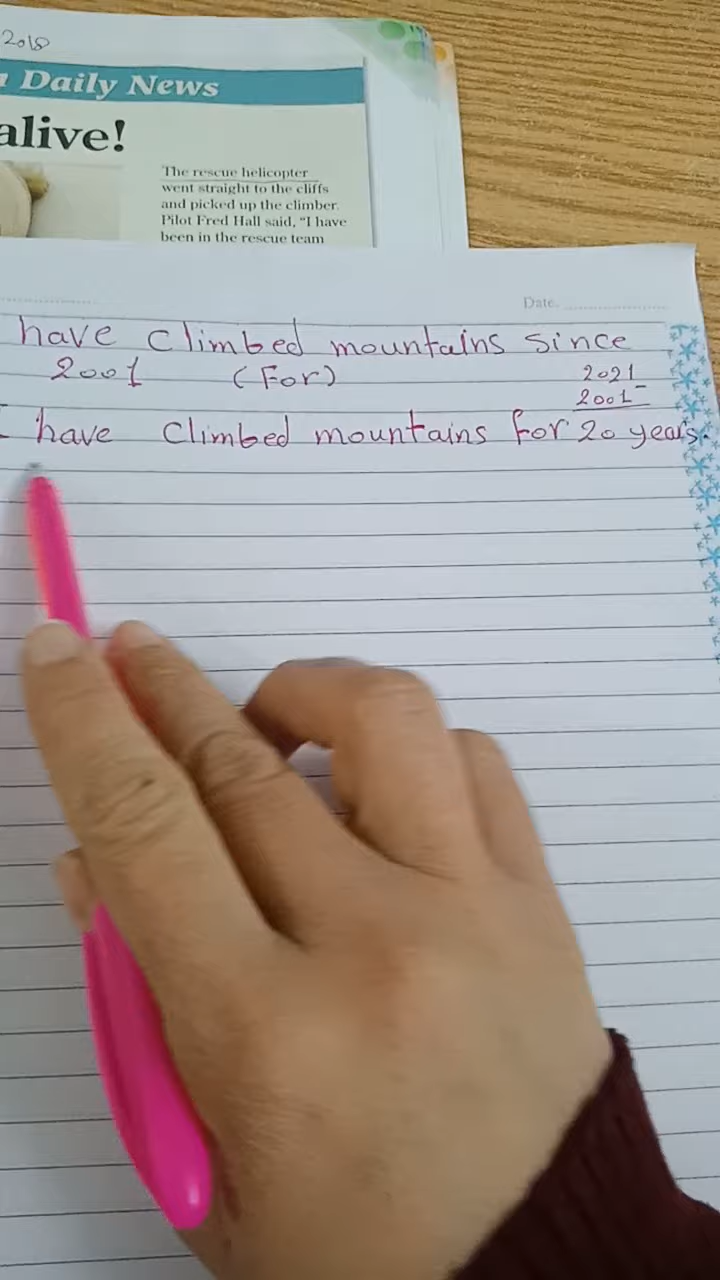 2018
Daily News
alive!
The rescue helicopter
went straight to the cliffs
and picked up the climber.
Pilot Fred Hall said, "I have
been in the rescue team
Date
have climbed mountains since
2001 (For)
2021
2001 -
have climbed mountains for 20 years.